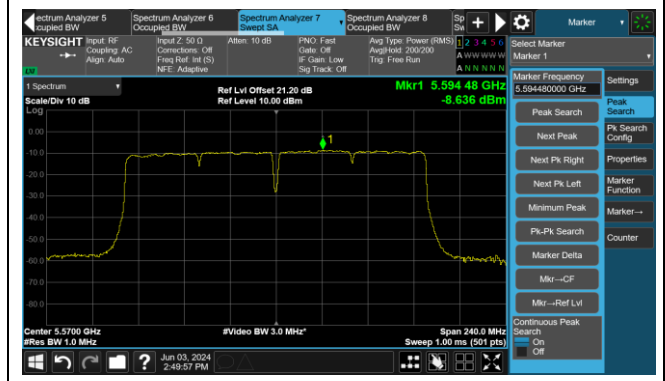 ectrum Analyzer 5
cupied BW
Spectrum Analyzer 6
Occupied BW
Spectrum Analyzer 7
Swept SA
Spectrum Analyzer 8
Occupied BW
Sp
Sw
Marker
KEYSIGHT
Input: RF
Coupling: AC
Align: Auto
Input Z: 50 Ω
Corrections: Off
Freq Ref: Int (S)
NFE: Adaptive
Atten: 10 dB
PNO: Fast
Gate: Off
IF Gain: Low
Sig Track: Off
Avg Type: Power (RMS)
Avg|Hold: 200/200
Trig: Free Run
1 2 3 4 5 6
A W W W W W
A N N N N N
Select Marker
Marker 1
1 Spectrum
Scale/Div 10 dB
Log
Ref Lvl Offset 21.20 dB
Ref Level 10.00 dBm
Mkr1 5.594 48 GHz
-8.636 dBm
0.00
-10.0
-20.0
-30.0
-40.0
-50.0
-60.0
-70.0
-80.0
1
Center 5.5700 GHz
#Res BW 1.0 MHz
#Video BW 3.0 MHz*
Span 240.0 MHz
Sweep 1.00 ms (501 pts)
Marker Frequency
5.594480000 GHz
Peak Search
Next Peak
Next Pk Right
Next Pk Left
Minimum Peak
Pk-Pk Search
Marker Delta
Mkr→CF
Mkr→Ref Lvl
Continuous Peak
Search
On
Off
Settings
Peak
Search
Pk Search
Config
Properties
Marker
Function
Marker→
Counter
?
Jun 03, 2024
2:49:57 PM